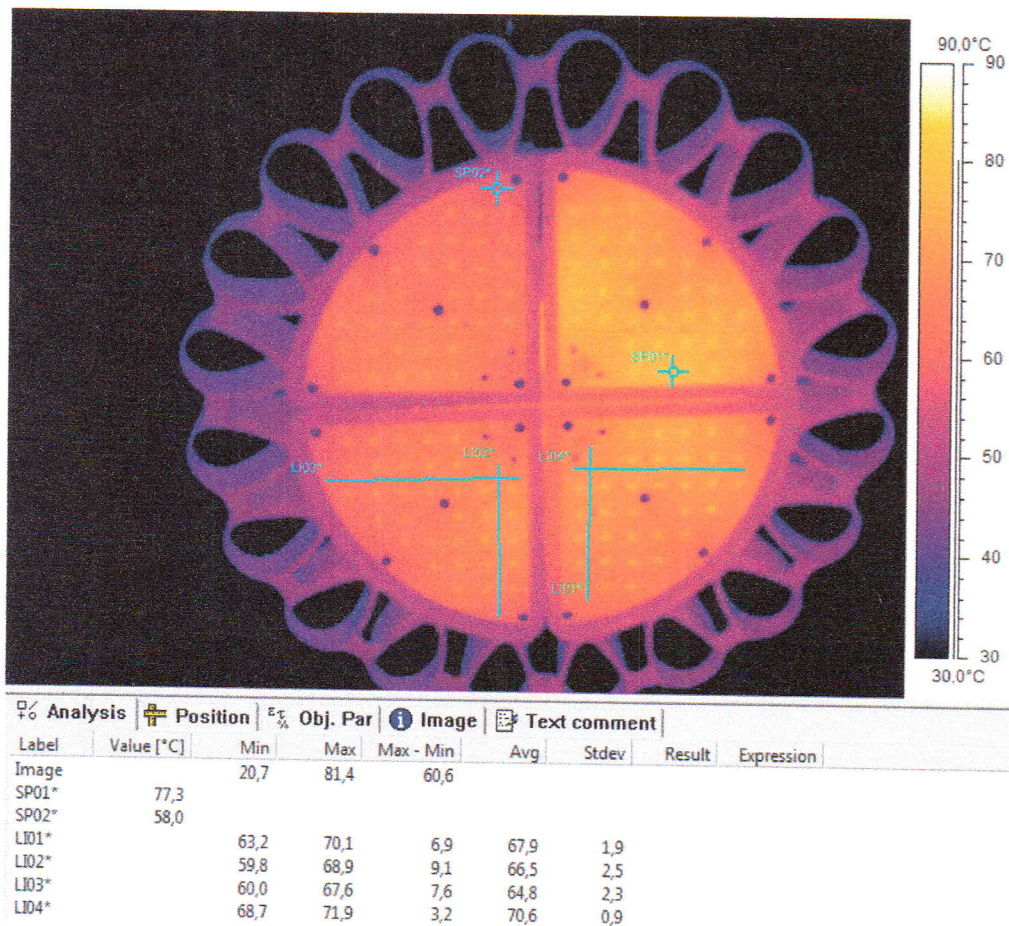 90,0°C
90
80
70
60
50
40
30
30,0°C
SP02*
SP01*
LI03*
LI02*
LI04*
LI01*
Analysis Position ετ% Obj. Par Image Text comment
Label Value [°C] Min Max Max - Min Avg Stdev Result Expression
Image 20,7 81,4 60,6
SP01* 77,3
SP02* 58,0
LI01* 63,2 70,1 6,9 67,9 1,9
LI02* 59,8 68,9 9,1 66,5 2,5
LI03* 60,0 67,6 7,6 64,8 2,3
LI04* 68,7 71,9 3,2 70,6 0,9